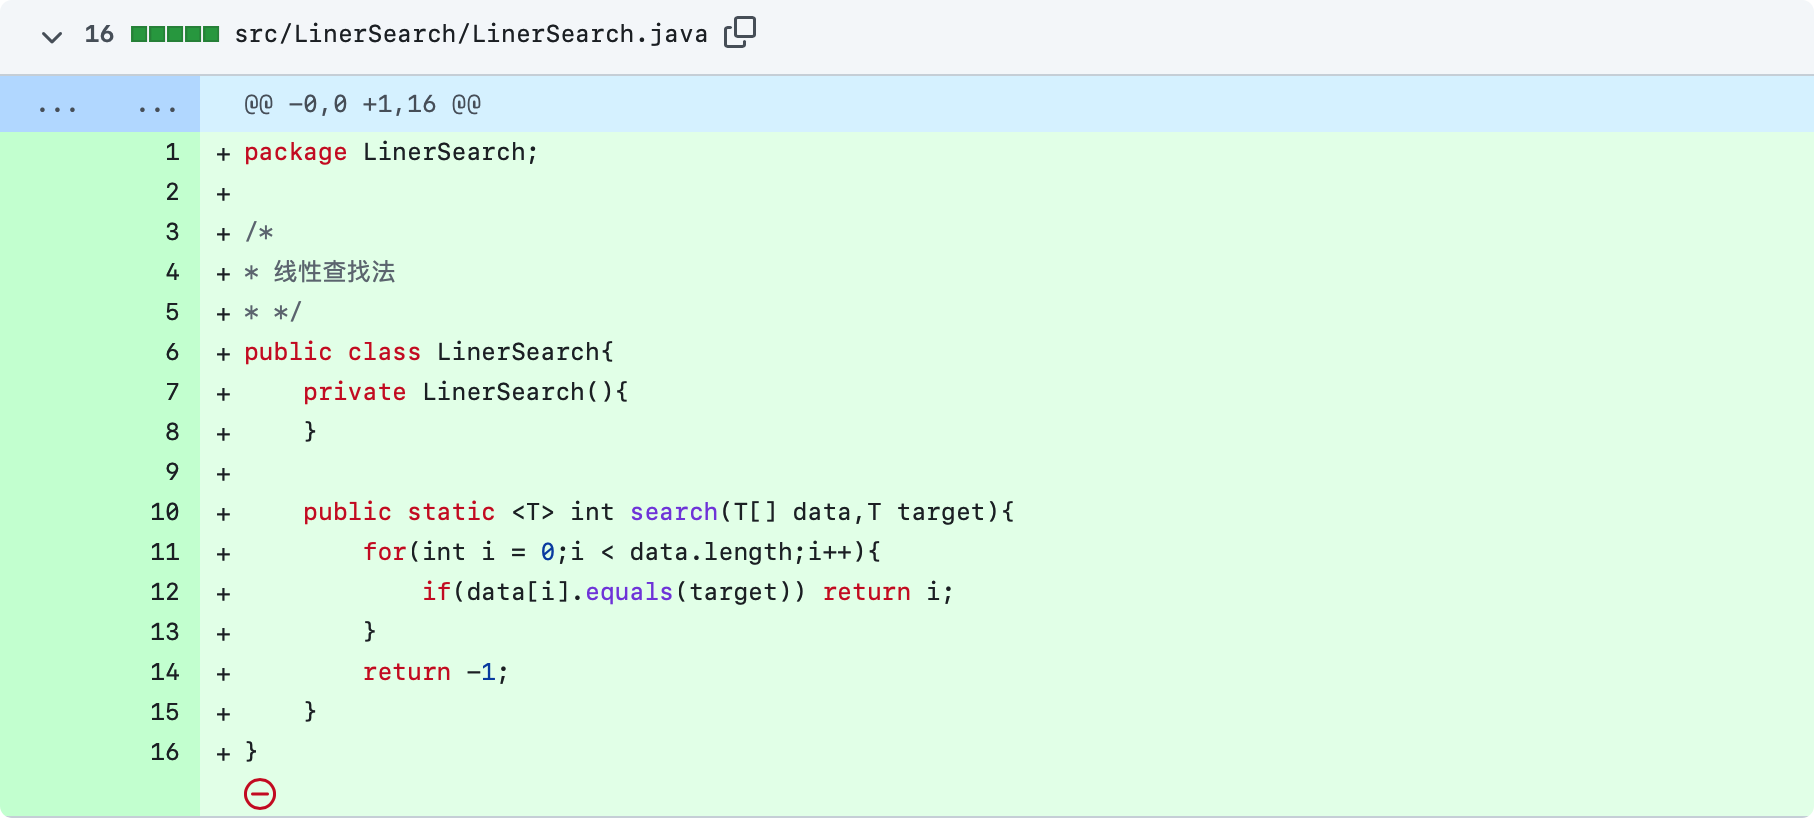 16 src/LinerSearch/LinerSearch.java
... ... @@ -0,0 +1,16 @@
1 + package LinerSearch;
2 +
3 + /*
4 + * 线性查找法
5 + * */
6 + public class LinerSearch{
7 +     private LinerSearch(){
8 +     }
9 +
10 +     public static <T> int search(T[] data,T target){
11 +         for(int i = 0;i < data.length;i++){
12 +             if(data[i].equals(target)) return i;
13 +         }
14 +         return -1;
15 +     }
16 + }